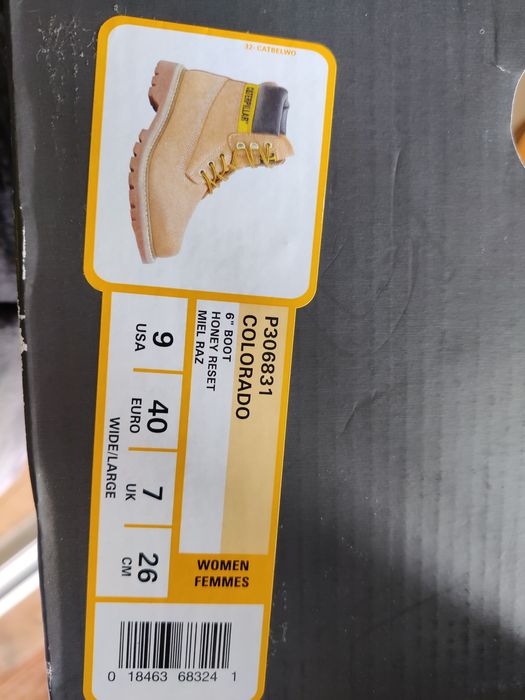 32- CATBELWO
CATERPILLAR
P306831
COLORADO
6" BOOT
HONEY RESET
MIEL RAZ
WOMEN
FEMMES
9 40 7 26
USA EURO UK CM
WIDE/LARGE
0 18463 68324 1